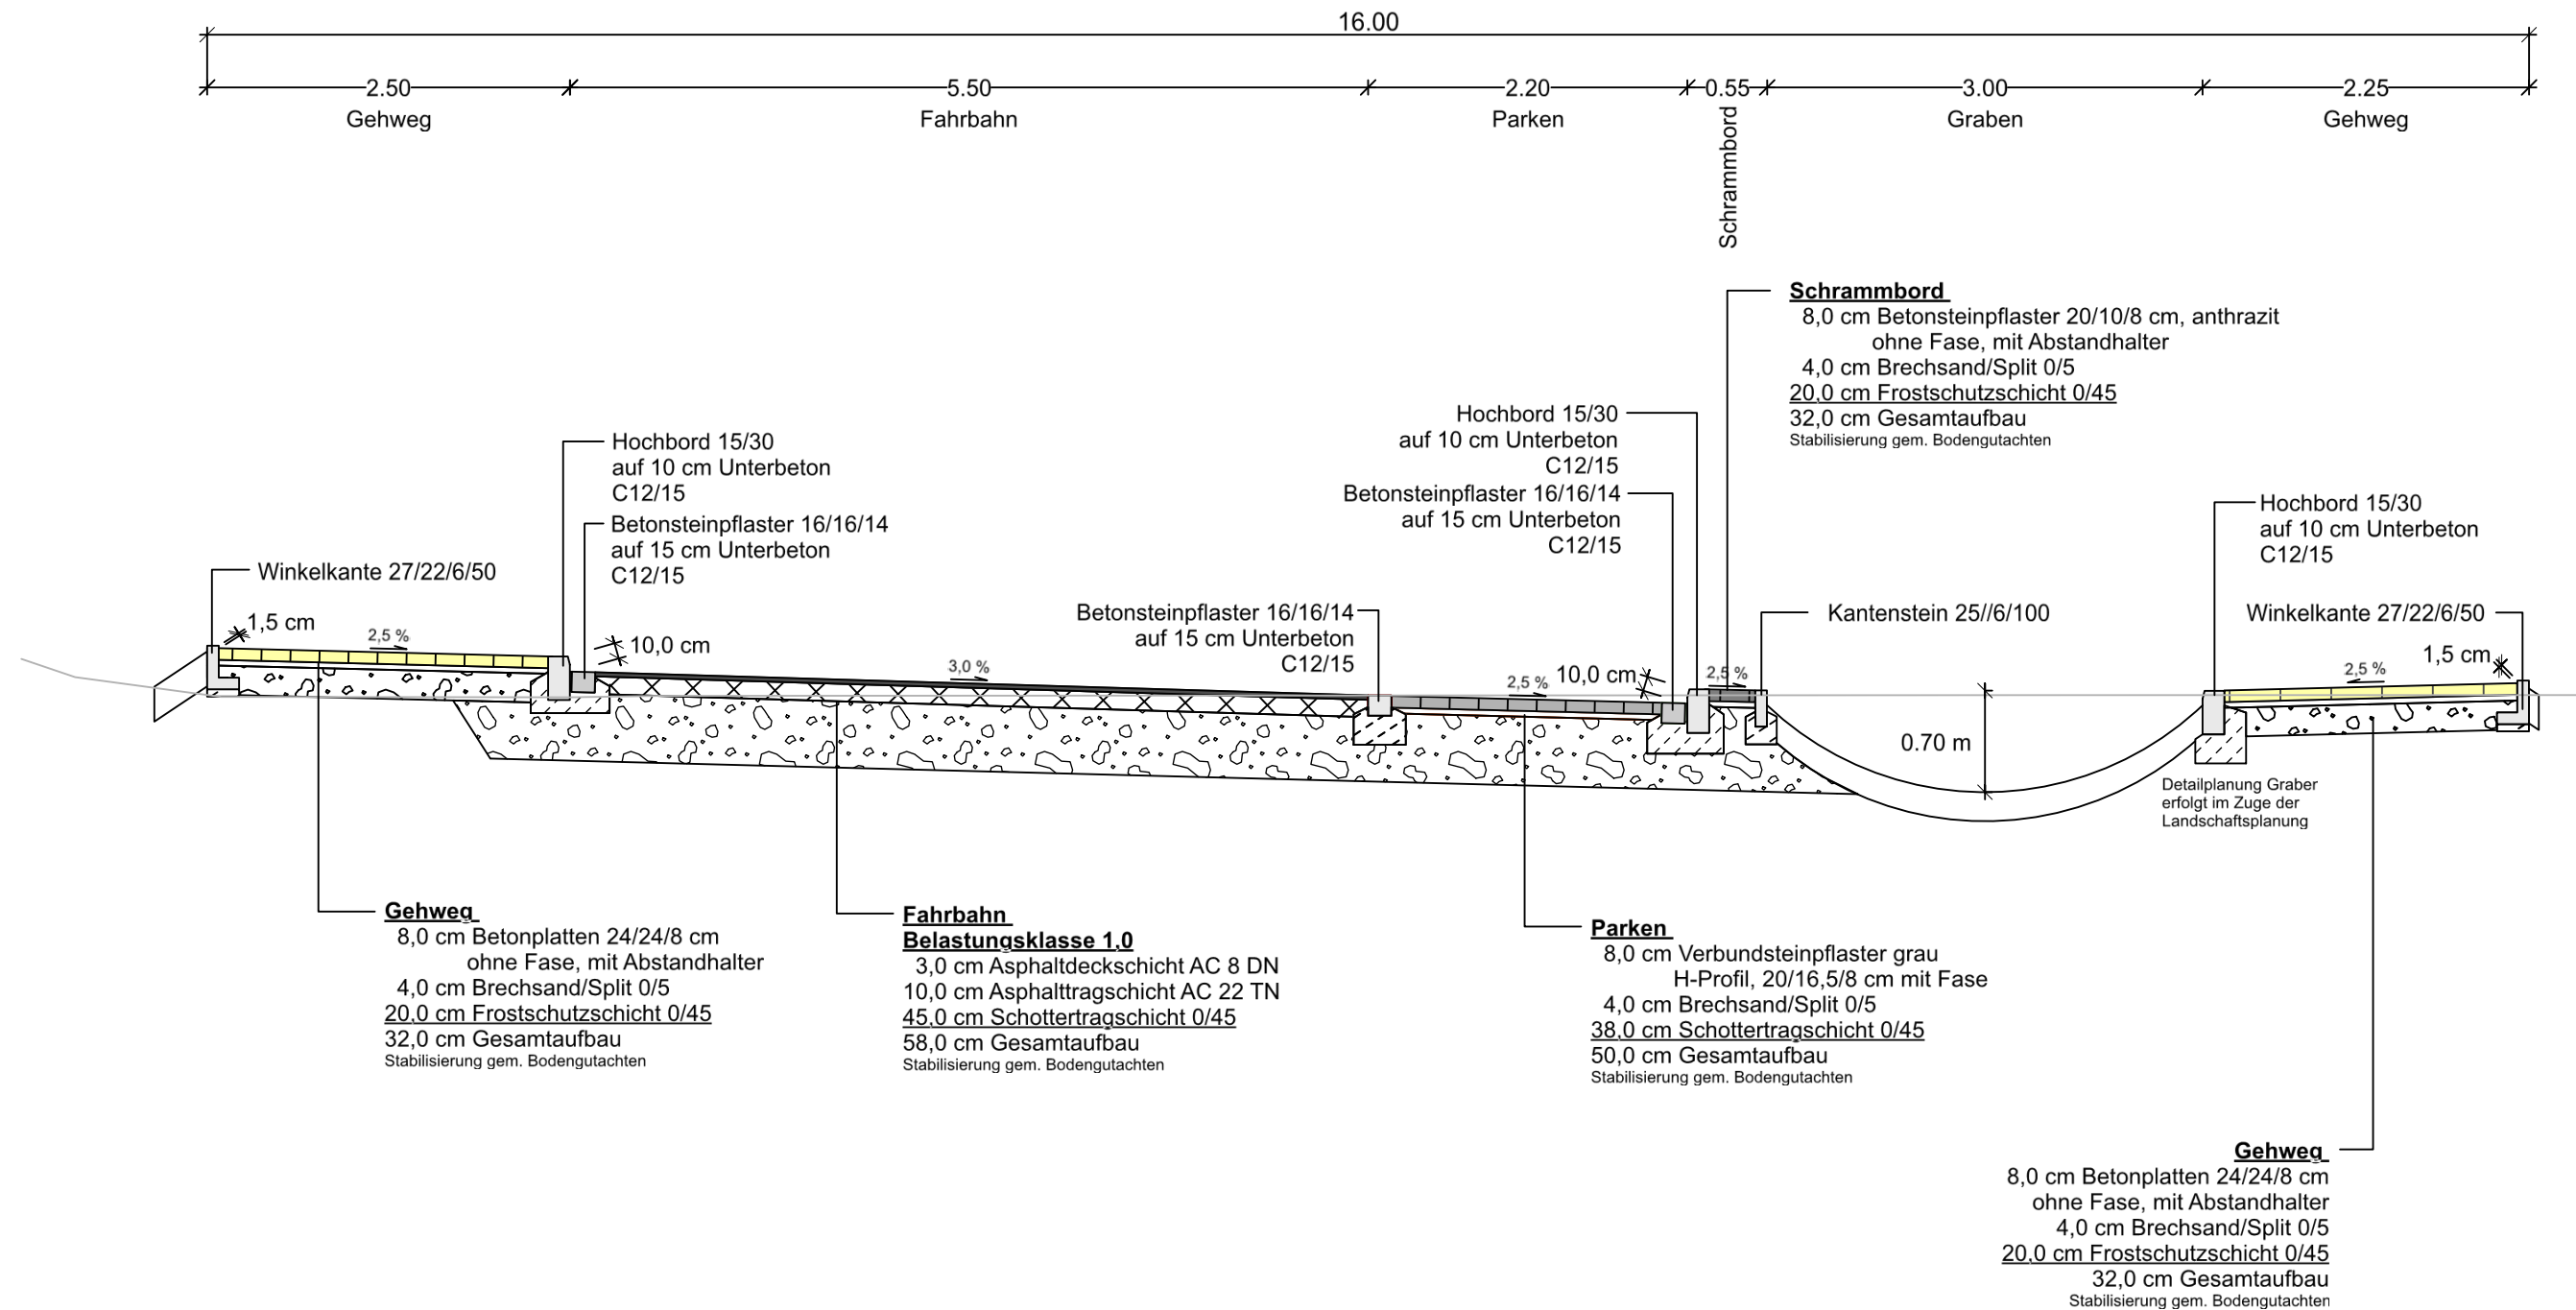 16.00
2.50
5.50
2.20
0.55
3.00
2.25
Gehweg
Fahrbahn
Parken
Schrammbord
Graben
Gehweg
Schrammbord
8,0 cm Betonsteinpflaster 20/10/8 cm, anthrazit
ohne Fase, mit Abstandhalter
4,0 cm Brechsand/Split 0/5
20,0 cm Frostschutzschicht 0/45
32,0 cm Gesamtaufbau
Stabilisierung gem. Bodengutachten
Hochbord 15/30
auf 10 cm Unterbeton
C12/15
Betonsteinpflaster 16/16/14
auf 15 cm Unterbeton
C12/15
Winkelkante 27/22/6/50
1,5 cm
2,5 %
10,0 cm
3,0 %
Hochbord 15/30
auf 10 cm Unterbeton
C12/15
Betonsteinpflaster 16/16/14
auf 15 cm Unterbeton
C12/15
Betonsteinpflaster 16/16/14
auf 15 cm Unterbeton
C12/15
2,5 %
10,0 cm
2,5 %
Kantenstein 25//6/100
Hochbord 15/30
auf 10 cm Unterbeton
C12/15
Winkelkante 27/22/6/50
1,5 cm
2,5 %
0.70 m
Detailplanung Graber
erfolgt im Zuge der
Landschaftsplanung
Gehweg
8,0 cm Betonplatten 24/24/8 cm
ohne Fase, mit Abstandhalter
4,0 cm Brechsand/Split 0/5
20,0 cm Frostschutzschicht 0/45
32,0 cm Gesamtaufbau
Stabilisierung gem. Bodengutachten
Fahrbahn
Belastungsklasse 1,0
3,0 cm Asphaltdeckschicht AC 8 DN
10,0 cm Asphalttragschicht AC 22 TN
45,0 cm Schottertragschicht 0/45
58,0 cm Gesamtaufbau
Stabilisierung gem. Bodengutachten
Parken
8,0 cm Verbundsteinpflaster grau
H-Profil, 20/16,5/8 cm mit Fase
4,0 cm Brechsand/Split 0/5
38,0 cm Schottertragschicht 0/45
50,0 cm Gesamtaufbau
Stabilisierung gem. Bodengutachten
Gehweg
8,0 cm Betonplatten 24/24/8 cm
ohne Fase, mit Abstandhalter
4,0 cm Brechsand/Split 0/5
20,0 cm Frostschutzschicht 0/45
32,0 cm Gesamtaufbau
Stabilisierung gem. Bodengutachten